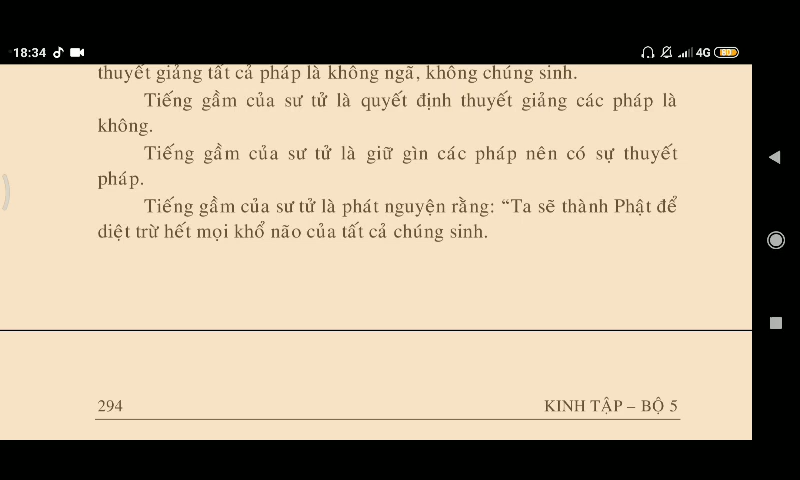 18:34
4G
80
thuyết giảng tất cả pháp là không ngã, không chúng sinh.
Tiếng gầm của sư tử là quyết định thuyết giảng các pháp là
không.
Tiếng gầm của sư tử là giữ gìn các pháp nên có sự thuyết
pháp.
Tiếng gầm của sư tử là phát nguyện rằng: “Ta sẽ thành Phật để
diệt trừ hết mọi khổ não của tất cả chúng sinh.
294 KINH TẬP – BỘ 5